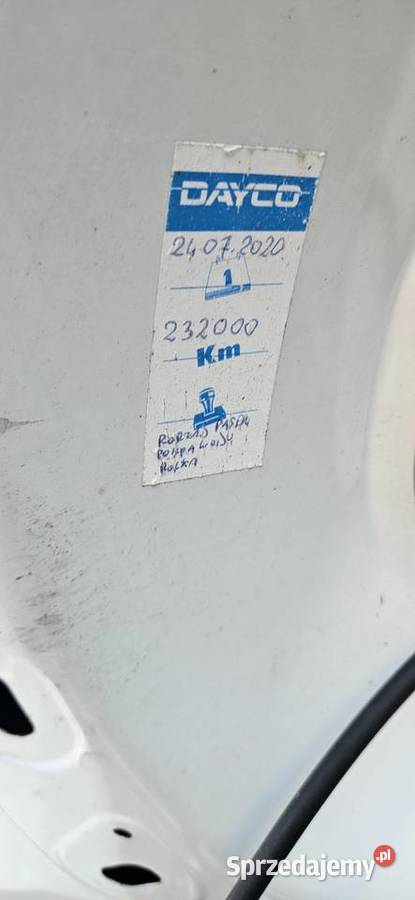 DAYCO
24.07.2020
1
232000
Km
ROZRZĄD PASEK
POMPA WODY
ROLKA
Sprzedajemy.pl